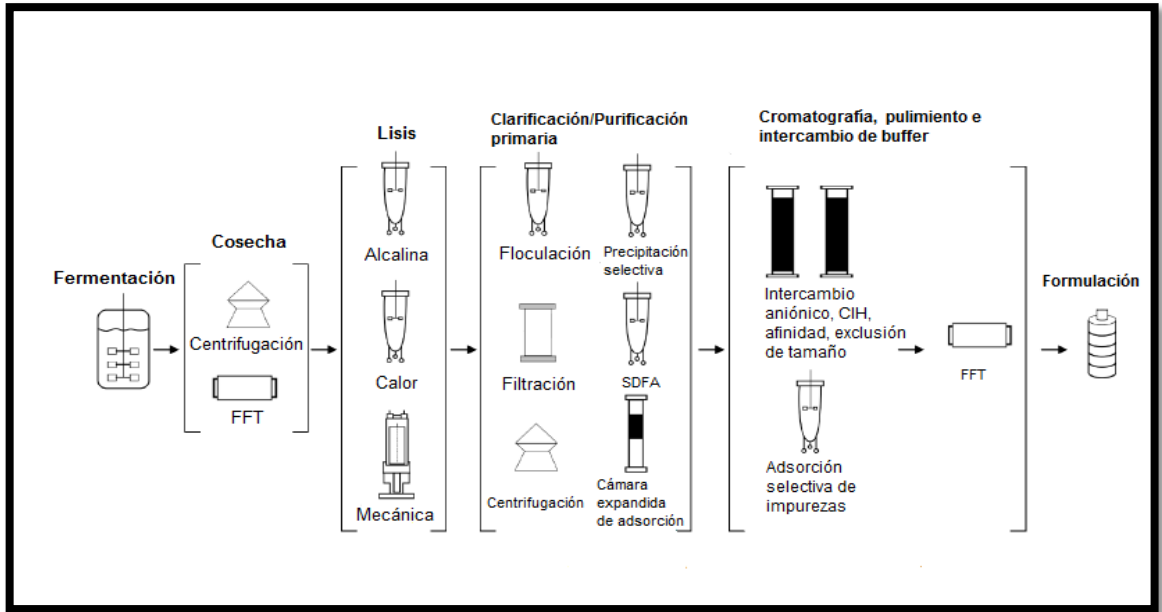 Fermentación
Cosecha
Centrifugación
FFT
Lisis
Alcalina
Calor
Mecánica
Clarificación/Purificación
primaria
Floculación
Precipitación
selectiva
Filtración
SDFA
Centrifugación
Cámara
expandida
de adsorción
Cromatografía, pulimiento e
intercambio de buffer
Intercambio
aniónico, CIH,
afinidad, exclusión
de tamaño
Adsorción
selectiva de
impurezas
FFT
Formulación